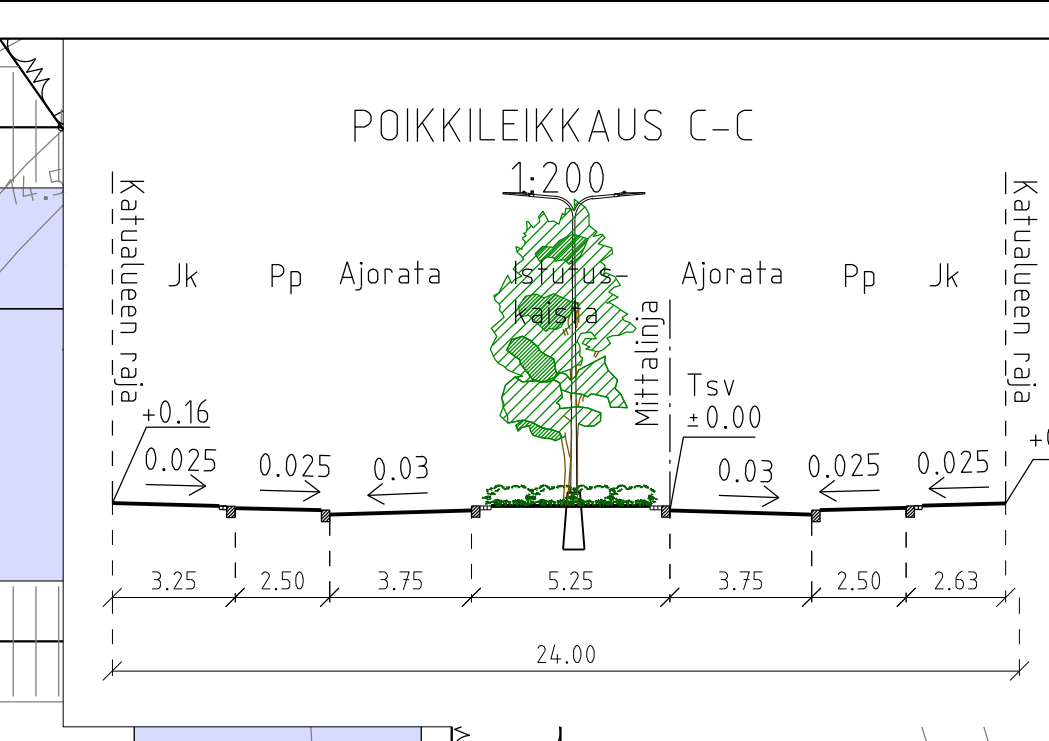 POIKKILEIKKAUS C-C
1:200
Katualueen raja
Jk
Pp
Ajorata
Istutus-
kaista
Mittalinja
Ajorata
Pp
Jk
Katualueen raja
Tsv
±0.00
+0.16
0.025
0.025
0.03
0.03
0.025
0.025
3.25
2.50
3.75
5.25
3.75
2.50
2.63
24.00